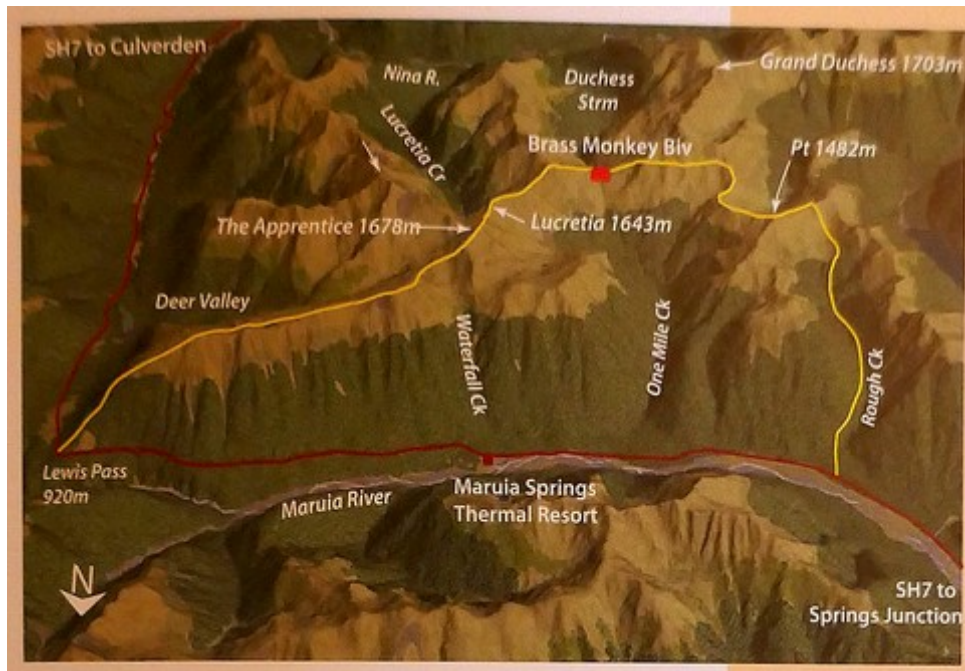 SH7 to Culverden
Nina R.
Duchess
Strm
Grand Duchess 1703m
Lucretia Cr
Brass Monkey Biv
Pt 1482m
The Apprentice 1678m
Lucretia 1643m
Deer Valley
Waterfall Ck
One Mile Ck
Rough Ck
Lewis Pass
920m
Maruia River
Maruia Springs
Thermal Resort
N
SH7 to
Springs Junction